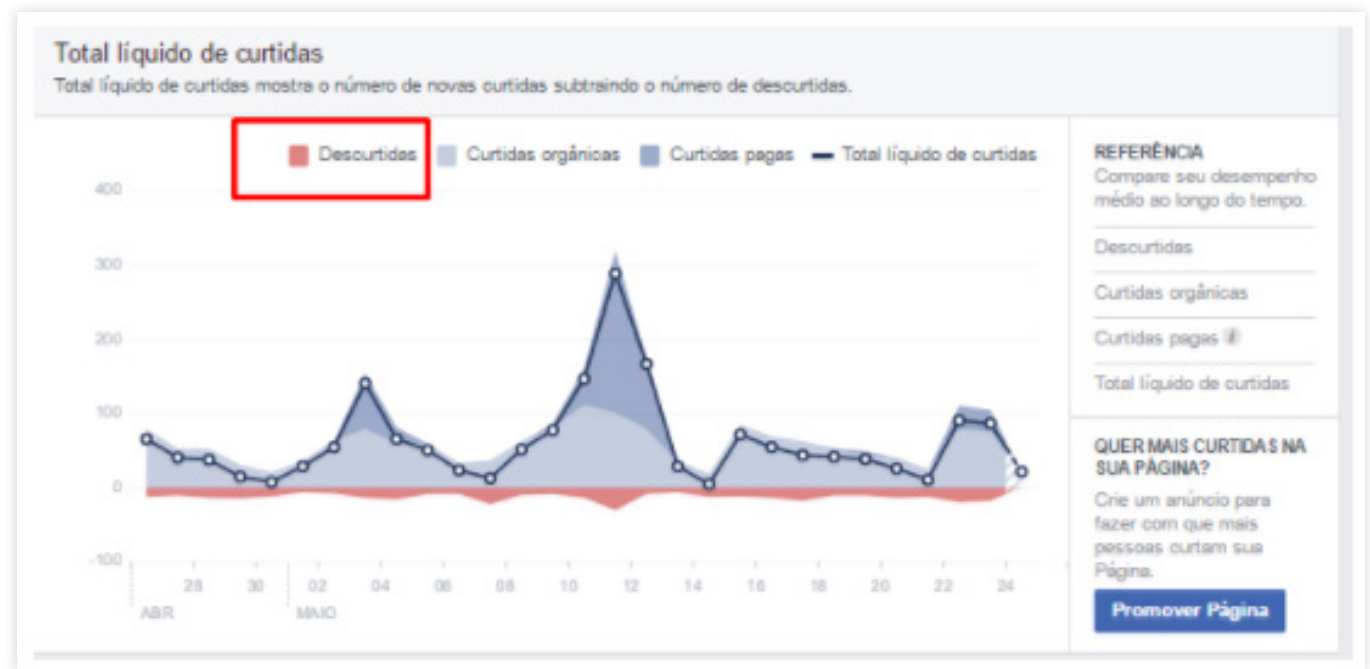 Total líquido de curtidas
Total líquido de curtidas mostra o número de novas curtidas subtraindo o número de descurtidas.
Descurtidas Curtidas orgânicas Curtidas pagas Total líquido de curtidas
400
300
200
100
0
-100
28 30 02 04 06 08 10 12 14 16 18 20 22 24
ABR MAIO
REFERÊNCIA
Compare seu desempenho
médio ao longo do tempo.
Descurtidas
Curtidas orgânicas
Curtidas pagas i
Total líquido de curtidas
QUER MAIS CURTIDAS NA
SUA PÁGINA?
Crie um anúncio para
fazer com que mais
pessoas curtam sua
Página.
Promover Página